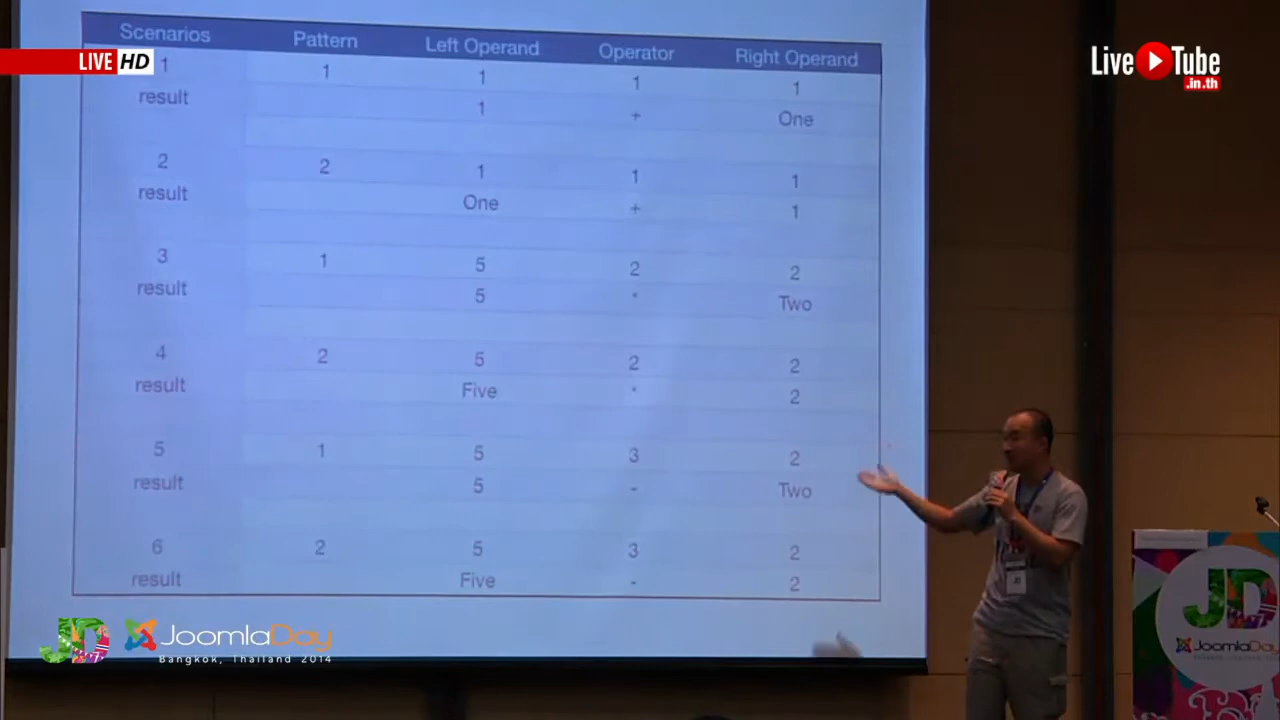 Scenarios Pattern Left Operand Operator Right Operand
1 1 1 1 1
result 1 + One
2 2 1 1 1
result One + 1
3 1 5 2 2
result 5 * Two
4 2 5 2 2
result Five * 2
5 1 5 3 2
result 5 - Two
6 2 5 3 2
result Five - 2
LIVE HD
Live Tube
.in.th
JD JoomlaDay
Bangkok, Thailand 2014
JD
JoomlaDay